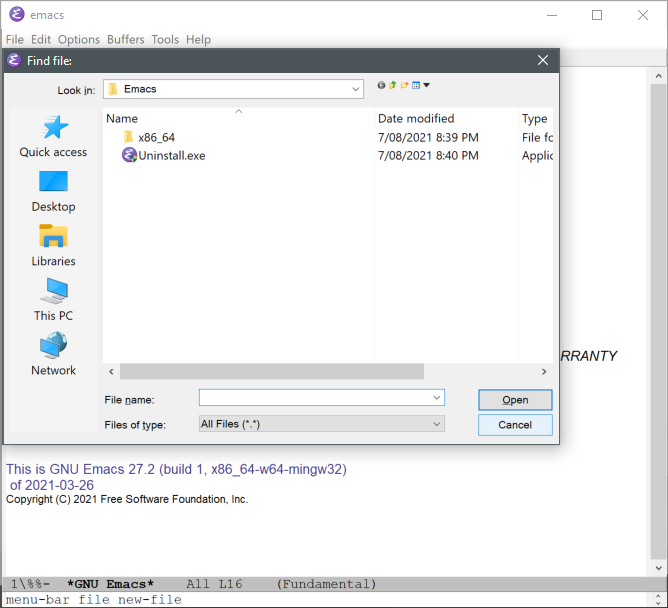 emacs
File Edit Options Buffers Tools Help
Find file:
Look in: Emacs
Name Date modified Type
x86_64 7/08/2021 8:39 PM File fo
Uninstall.exe 7/08/2021 8:40 PM Applic
Quick access
Desktop
Libraries
This PC
Network
File name: Open
Files of type: All Files (*.*) Cancel
RRANTY
This is GNU Emacs 27.2 (build 1, x86_64-w64-mingw32)
of 2021-03-26
Copyright (C) 2021 Free Software Foundation, Inc.
1\%%- *GNU Emacs* All L16 (Fundamental)
menu-bar file new-file